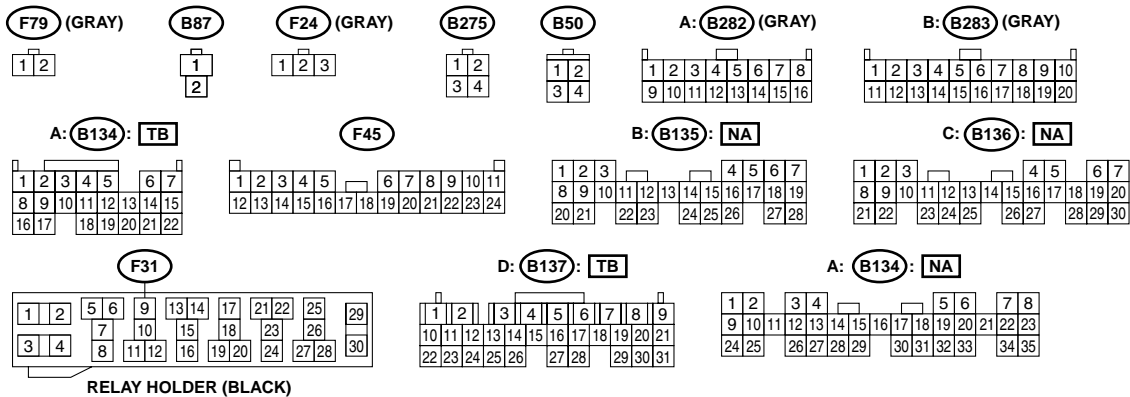 F79 (GRAY) B87 F24 (GRAY) B275 B50 A: B282 (GRAY) B: B283 (GRAY)
1 2
1
2
1 2 3
1 2
3 4
1 2
3 4
1 2 3 4 5 6 7 8
9 10 11 12 13 14 15 16
1 2 3 4 5 6 7 8 9 10
11 12 13 14 15 16 17 18 19 20
A: B134 : TB F45 B: B135 : NA C: B136 : NA
1 2 3 4 5 6 7
8 9 10 11 12 13 14 15
16 17 18 19 20 21 22
1 2 3 4 5 6 7 8 9 10 11
12 13 14 15 16 17 18 19 20 21 22 23 24
1 2 3 4 5 6 7
8 9 10 11 12 13 14 15 16 17 18 19
20 21 22 23 24 25 26 27 28
1 2 3 4 5 6 7
8 9 10 11 12 13 14 15 16 17 18 19 20
21 22 23 24 25 26 27 28 29 30
F31 D: B137 : TB A: B134 : NA
1 2 5 6 9 13 14 17 21 22 25 29
7 10 15 18 23 26
3 4 8 11 12 16 19 20 24 27 28 30
RELAY HOLDER (BLACK)
1 2 3 4 5 6 7 8 9
10 11 12 13 14 15 16 17 18 19 20 21
22 23 24 25 26 27 28 29 30 31
1 2 3 4 5 6 7 8
9 10 11 12 13 14 15 16 17 18 19 20 21 22 23
24 25 26 27 28 29 30 31 32 33 34 35